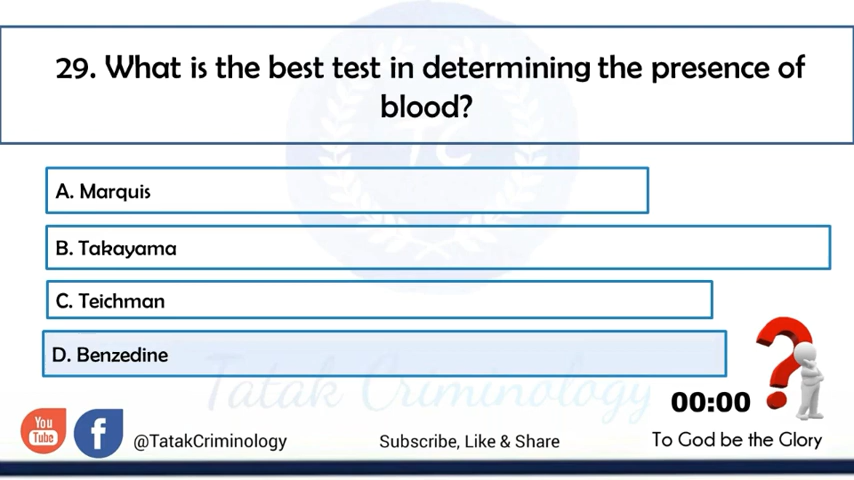 29. What is the best test in determining the presence of
blood?
TC
A. Marquis
B. Takayama
C. Teichman
D. Benzedine
Tatak Criminology
00:00
You
Tube
f
@TatakCriminology
Subscribe, Like & Share
To God be the Glory